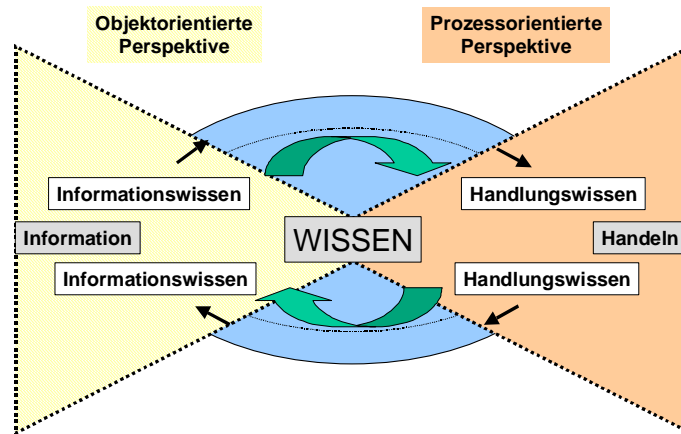 Objektorientierte
Perspektive
Prozessorientierte
Perspektive
Informationswissen
Handlungswissen
Information
WISSEN
Handeln
Informationswissen
Handlungswissen